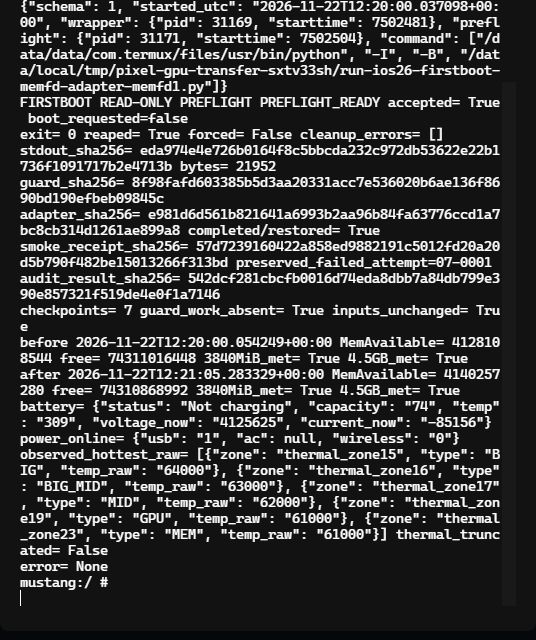 {"schema": 1, "started_utc": "2026-11-22T12:20:00.037098+00:
00", "wrapper": {"pid": 31169, "starttime": 7502481}, "prefl
ight": {"pid": 31171, "starttime": 7502504}, "command": ["/d
ata/data/com.termux/files/usr/bin/python", "-I", "-B", "/dat
a/local/tmp/pixel-gpu-transfer-sxtv33sh/run-ios26-firstboot-
memfd-adapter-memfd1.py"]}
FIRSTBOOT READ-ONLY PREFLIGHT PREFLIGHT_READY accepted= True
 boot_requested=false
exit= 0 reaped= True forced= False cleanup_errors= []
stdout_sha256= eda974e4e726b0164f8c5bbcda232c972db53622e22b1
736f1091717b2e4713b bytes= 21952
guard_sha256= 8f98fafd603385b5d3aa20331acc7e536020b6ae136f86
90bd190efbeb09845c
adapter_sha256= e981d6d561b821641a6993b2aa96b84fa63776ccd1a7
bc8cb314d1261ae899a8 completed/restored= True
smoke_receipt_sha256= 57d7239160422a858ed9882191c5012fd20a20
d5b790f482be15013266f313bd preserved_failed_attempt=07-0001
audit_result_sha256= 542dcf281cbcfb0016d74eda8dbb7a84db799e3
90e857321f519de4e0f1a7146
checkpoints= 7 guard_work_absent= True inputs_unchanged= Tru
e
before 2026-11-22T12:20:00.054249+00:00 MemAvailable= 412810
8544 free= 74311016448 3840MiB_met= True 4.5GB_met= True
after 2026-11-22T12:21:05.283329+00:00 MemAvailable= 4140257
280 free= 74310868992 3840MiB_met= True 4.5GB_met= True
battery= {"status": "Not charging", "capacity": "74", "temp"
: "309", "voltage_now": "4125625", "current_now": "-85156"}
power_online= {"usb": "1", "ac": null, "wireless": "0"}
observed_hottest_raw= [{"zone": "thermal_zone15", "type": "B
IG", "temp_raw": "64000"}, {"zone": "thermal_zone16", "type"
: "BIG_MID", "temp_raw": "63000"}, {"zone": "thermal_zone17"
, "type": "MID", "temp_raw": "62000"}, {"zone": "thermal_zon
e19", "type": "GPU", "temp_raw": "61000"}, {"zone": "thermal
_zone23", "type": "MEM", "temp_raw": "61000"}] thermal_trunc
ated= False
error= None
mustang:/ #